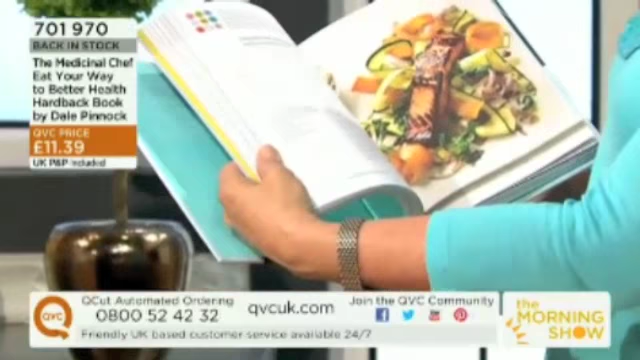 701 970
BACK IN STOCK
The Medicinal Chef
Eat Your Way
to Better Health
Hardback Book
by Dale Pinnock
QVC PRICE
£11.39
UK P&P Included
QVC
QCut Automated Ordering
0800 52 42 32
qvcuk.com
Join the QVC Community
Friendly UK based customer service available 24/7
the
MORNING
SHOW